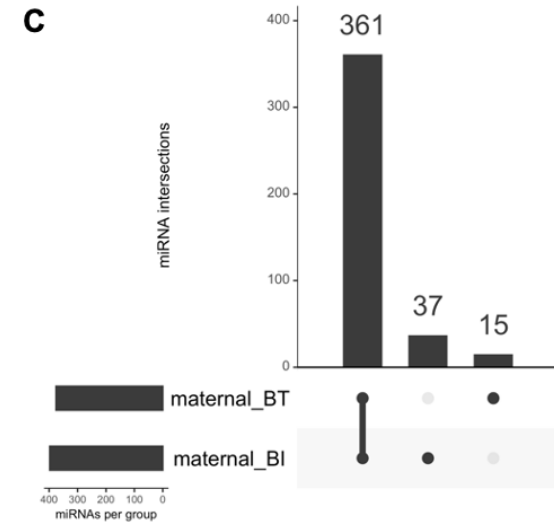 C
miRNA intersections
400
300
200
100
0
361
37
15
maternal_BT
maternal_BI
400 300 200 100 0
miRNAs per group